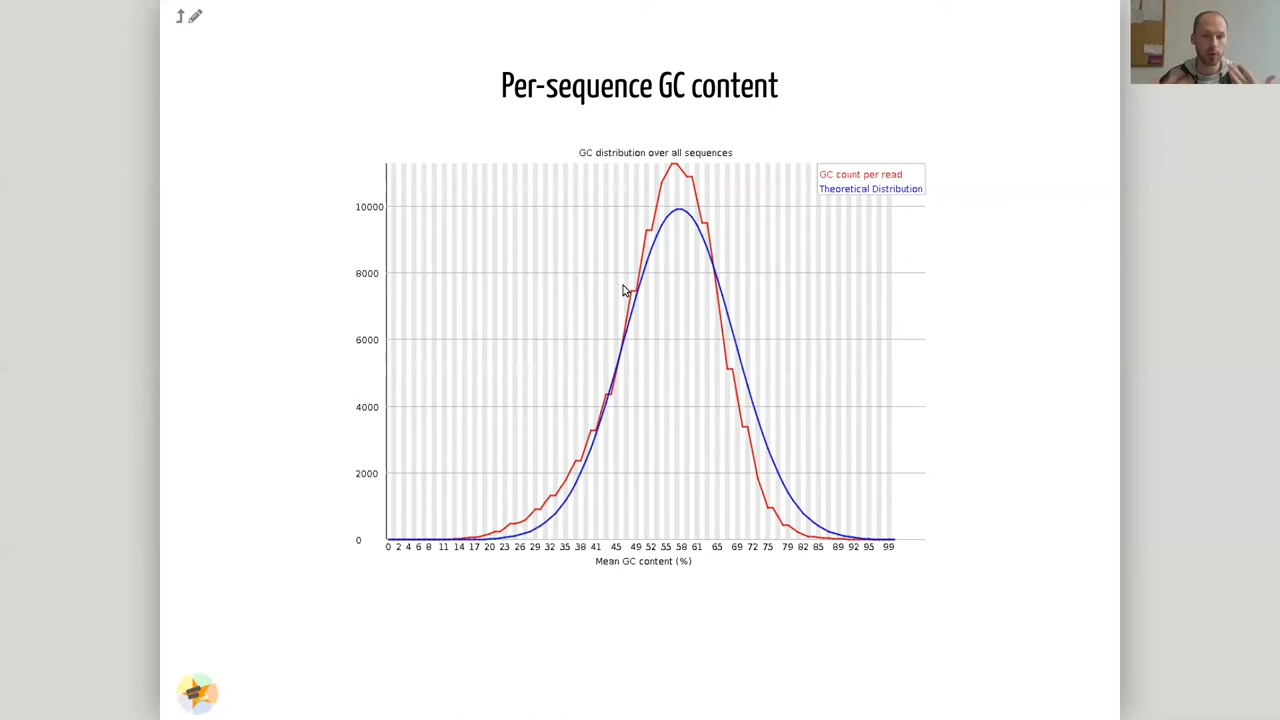 Per-sequence GC content
GC distribution over all sequences
GC count per read
Theoretical Distribution
10000
8000
6000
4000
2000
0
0 2 4 6 8 11 14 17 20 23 26 29 32 35 38 41 45 49 52 55 58 61 65 69 72 75 79 82 85 89 92 95 99
Mean GC content (%)